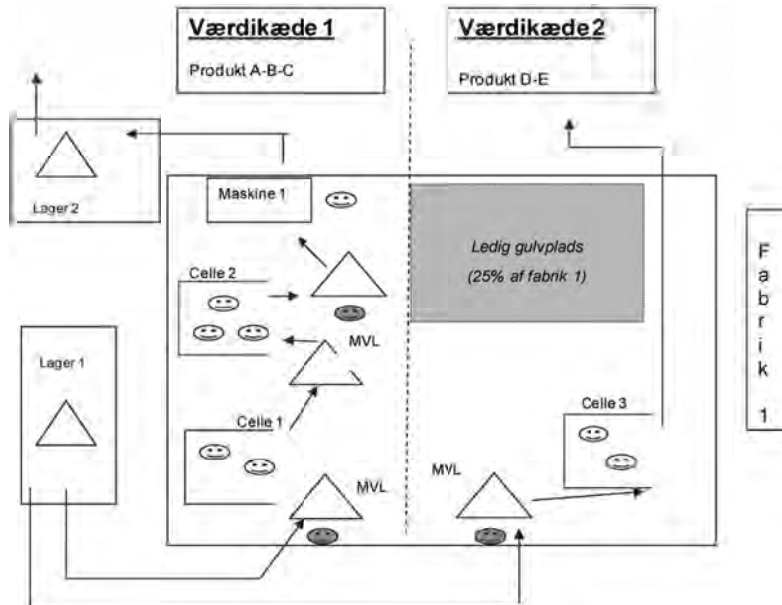 Værdikæde 1
Produkt A-B-C
Værdikæde 2
Produkt D-E
Lager 2
Maskine 1
Ledig gulvplads
(25% af fabrik 1)
Celle 2
MVL
Lager 1
Celle 1
MVL
Celle 3
MVL
Fabrik 1